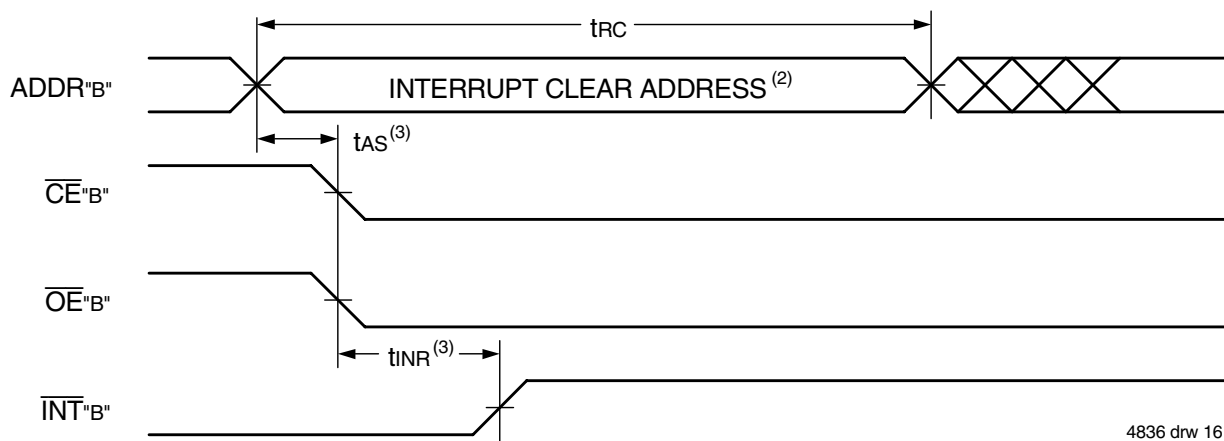 tRC
ADDR"B"
INTERRUPT CLEAR ADDRESS (2)
tAS(3)
CE"B"
OE"B"
tINR(3)
INT"B"
4836 drw 16